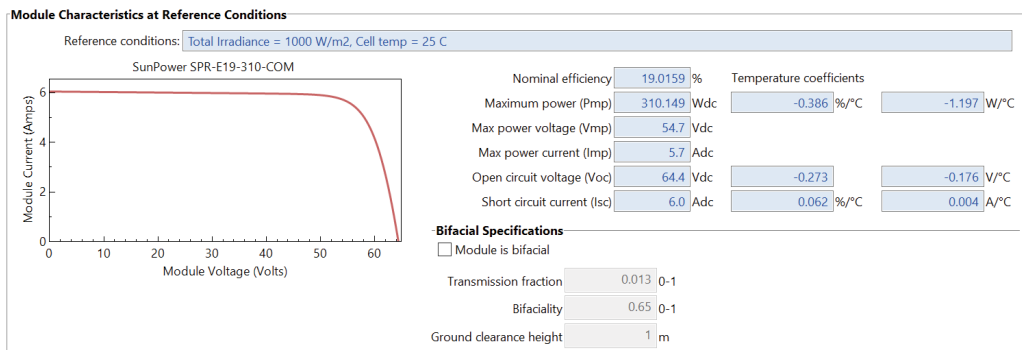 Module Characteristics at Reference Conditions
Reference conditions: Total Irradiance = 1000 W/m2, Cell temp = 25 C
SunPower SPR-E19-310-COM
Module Current (Amps)
6
4
2
0
0 10 20 30 40 50 60
Module Voltage (Volts)
Nominal efficiency 19.0159 % Temperature coefficients
Maximum power (Pmp) 310.149 Wdc -0.386 %/°C -1.197 W/°C
Max power voltage (Vmp) 54.7 Vdc
Max power current (Imp) 5.7 Adc
Open circuit voltage (Voc) 64.4 Vdc -0.273 -0.176 V/°C
Short circuit current (Isc) 6.0 Adc 0.062 %/°C 0.004 A/°C
Bifacial Specifications
Module is bifacial
Transmission fraction 0.013 0-1
Bifaciality 0.65 0-1
Ground clearance height 1 m